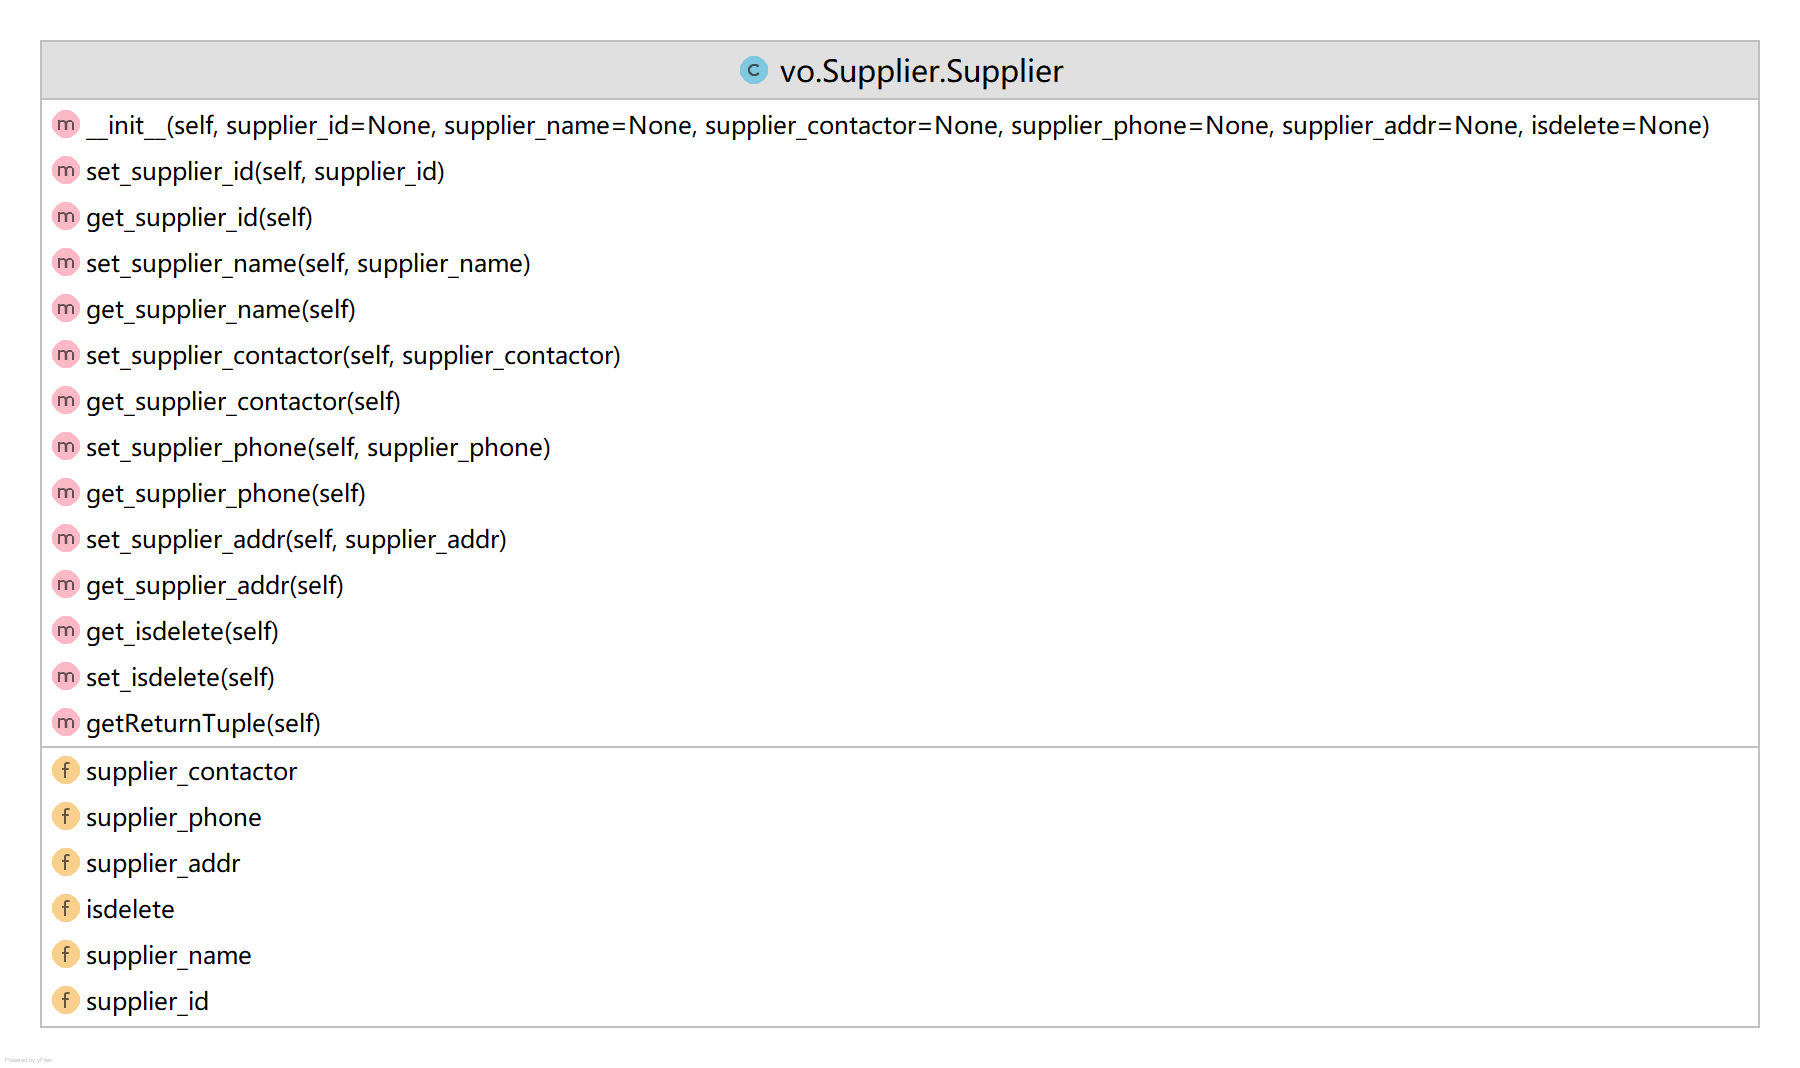 C vo.Supplier.Supplier
m __init__(self, supplier_id=None, supplier_name=None, supplier_contactor=None, supplier_phone=None, supplier_addr=None, isdelete=None)
m set_supplier_id(self, supplier_id)
m get_supplier_id(self)
m set_supplier_name(self, supplier_name)
m get_supplier_name(self)
m set_supplier_contactor(self, supplier_contactor)
m get_supplier_contactor(self)
m set_supplier_phone(self, supplier_phone)
m get_supplier_phone(self)
m set_supplier_addr(self, supplier_addr)
m get_supplier_addr(self)
m get_isdelete(self)
m set_isdelete(self)
m getReturnTuple(self)
f supplier_contactor
f supplier_phone
f supplier_addr
f isdelete
f supplier_name
f supplier_id
Powered by yFiles